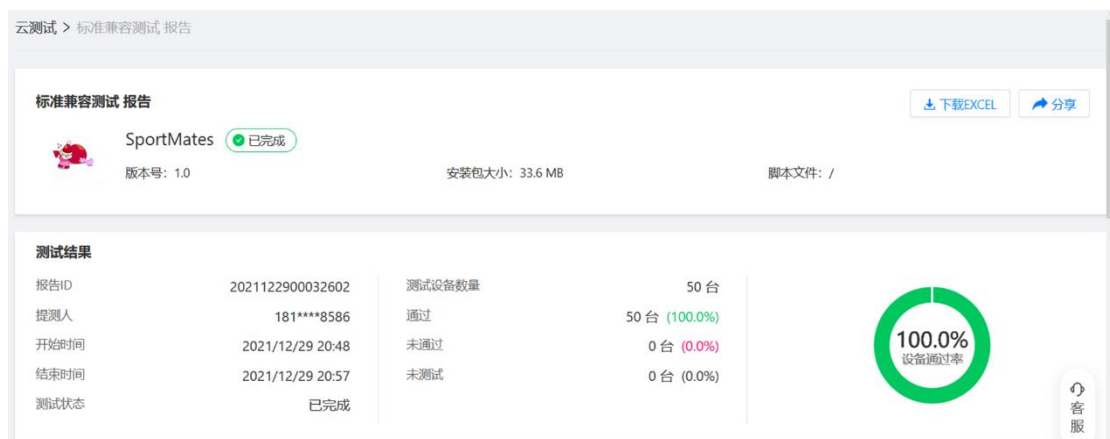 云测试 > 标准兼容测试 报告
标准兼容测试 报告
下载EXCEL 分享
SportMates 已完成
版本号: 1.0 安装包大小: 33.6 MB 脚本文件: /
测试结果
报告ID 2021122900032602 测试设备数量 50 台
提测人 181****8586 通过 50 台 (100.0%)
开始时间 2021/12/29 20:48 未通过 0 台 (0.0%)
结束时间 2021/12/29 20:57 未测试 0 台 (0.0%)
测试状态 已完成
100.0%
设备通过率
客
服